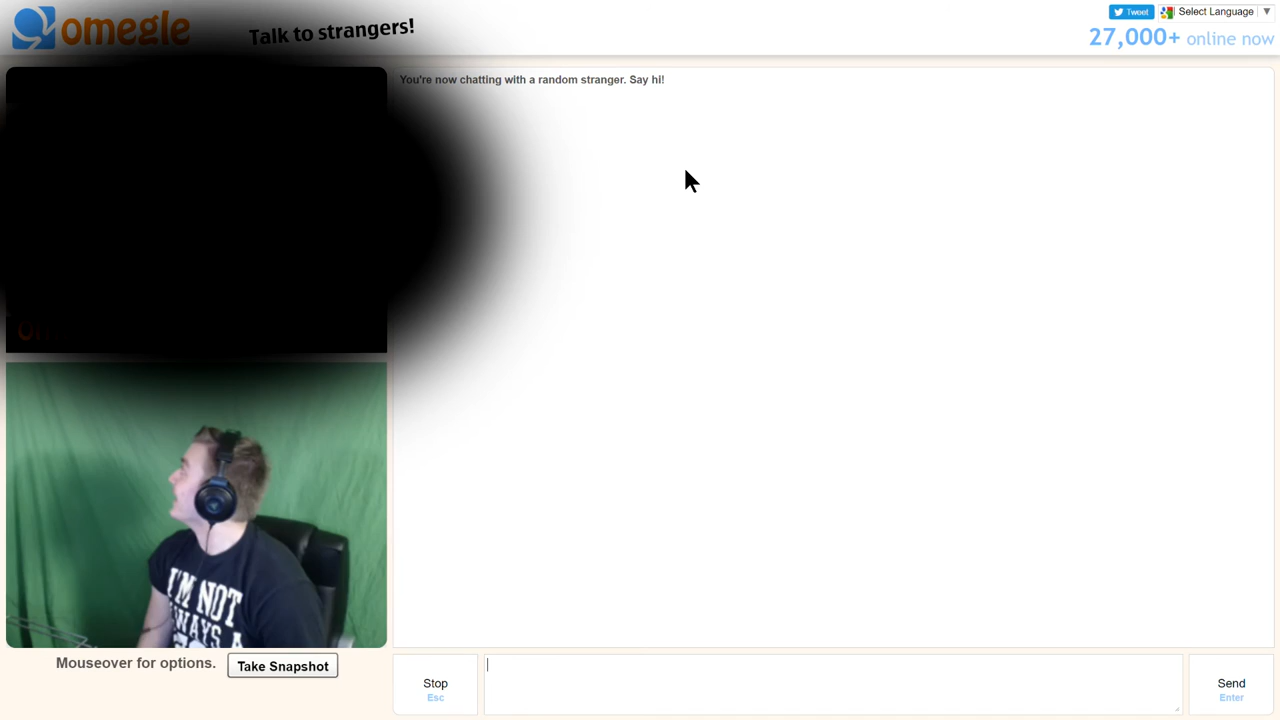 omegle
Talk to strangers!
Tweet
Select Language
27,000+ online now
You're now chatting with a random stranger. Say hi!
I'M NOT
ALWAYS A
Mouseover for options.
Take Snapshot
Stop
Esc
Send
Enter